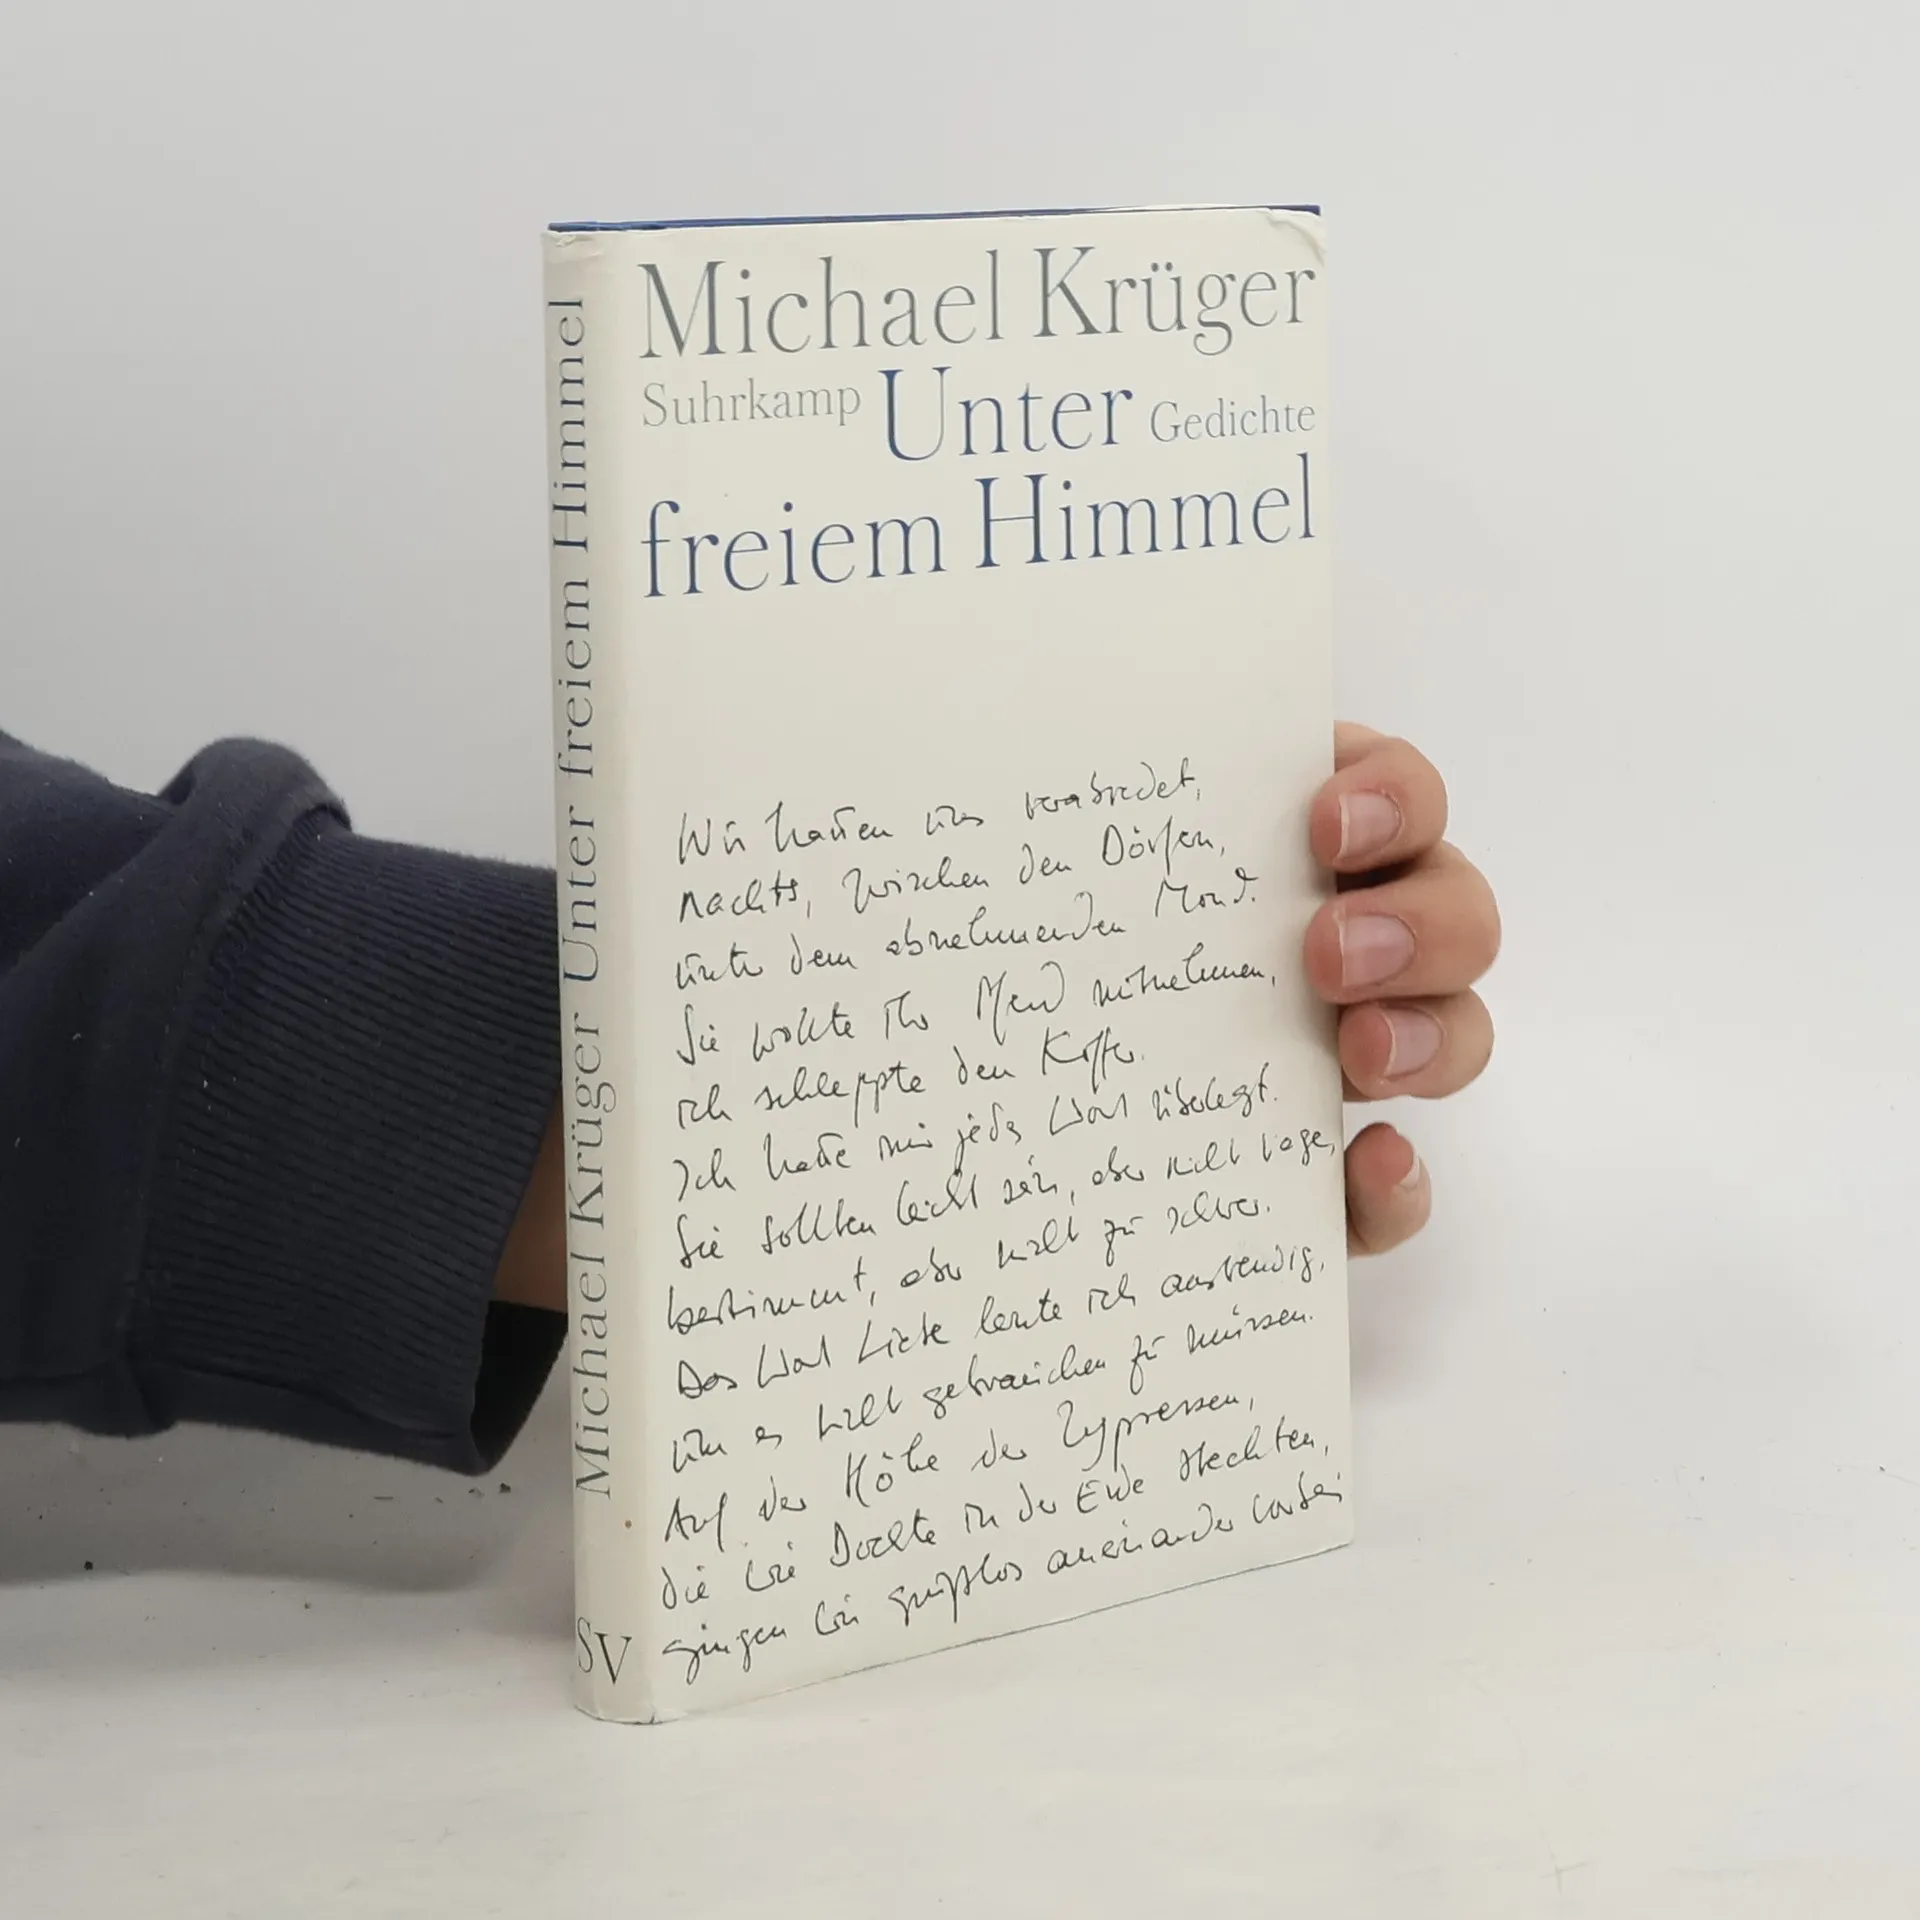 Michael Krüger
Suhrkamp Unter Gedichte
freiem Himmel
Wir hatten uns verabredet,
nachts, zwischen den Dörfern,
unter dem abnehmenden Mond.
Sie wollte ihr Pferd mitnehmen,
ich schleppte den Koffer.
Ich hatte mir jedes Wort überlegt.
Sie sollten leicht sein, aber nicht vage,
bestimmt, aber nicht zu schwer.
Das Wort Liebe lernte ich auswendig,
um es nicht gebrauchen zu müssen.
Auf der Höhe der Zypressen,
die wie Dochte in der Erde steckten,
gingen wir grußlos aneinander vorbei
Michael Krüger Unter freiem Himmel
SV